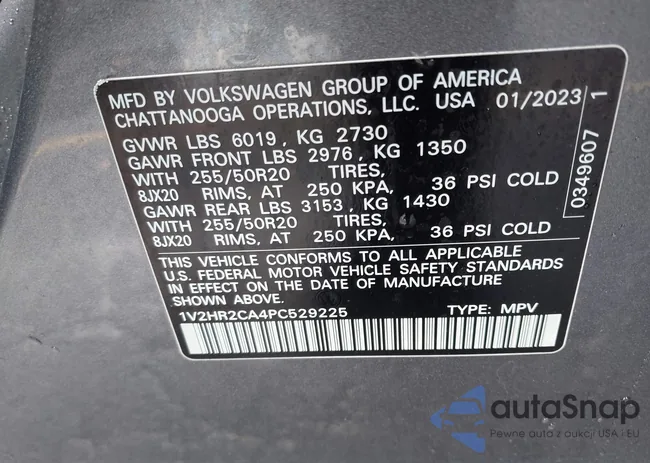 MFD BY VOLKSWAGEN GROUP OF AMERICA
CHATTANOOGA OPERATIONS, LLC. USA 01/2023
GVWR LBS 6019, KG 2730
GAWR FRONT LBS 2976, KG 1350
WITH 255/50R20 TIRES,
8JX20 RIMS, AT 250 KPA, 36 PSI COLD
GAWR REAR LBS 3153, KG 1430
WITH 255/50R20 TIRES,
8JX20 RIMS, AT 250 KPA, 36 PSI COLD
THIS VEHICLE CONFORMS TO ALL APPLICABLE
U.S. FEDERAL MOTOR VEHICLE SAFETY STANDARDS
IN EFFECT ON THE DATE OF MANUFACTURE
SHOWN ABOVE.
1V2HR2CA4PC529225 TYPE: MPV
0349607 1
autaSnap
Pewne auto z aukcji USA i EU